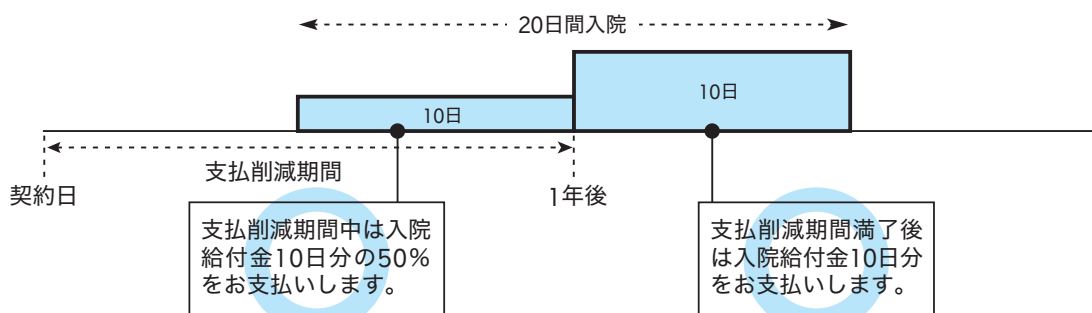 20日間入院
10日
10日
支払削減期間
契約日
1年後
支払削減期間中は入院
給付金10日分の50%
をお支払いします。
支払削減期間満了後
は入院給付金10日分
をお支払いします。